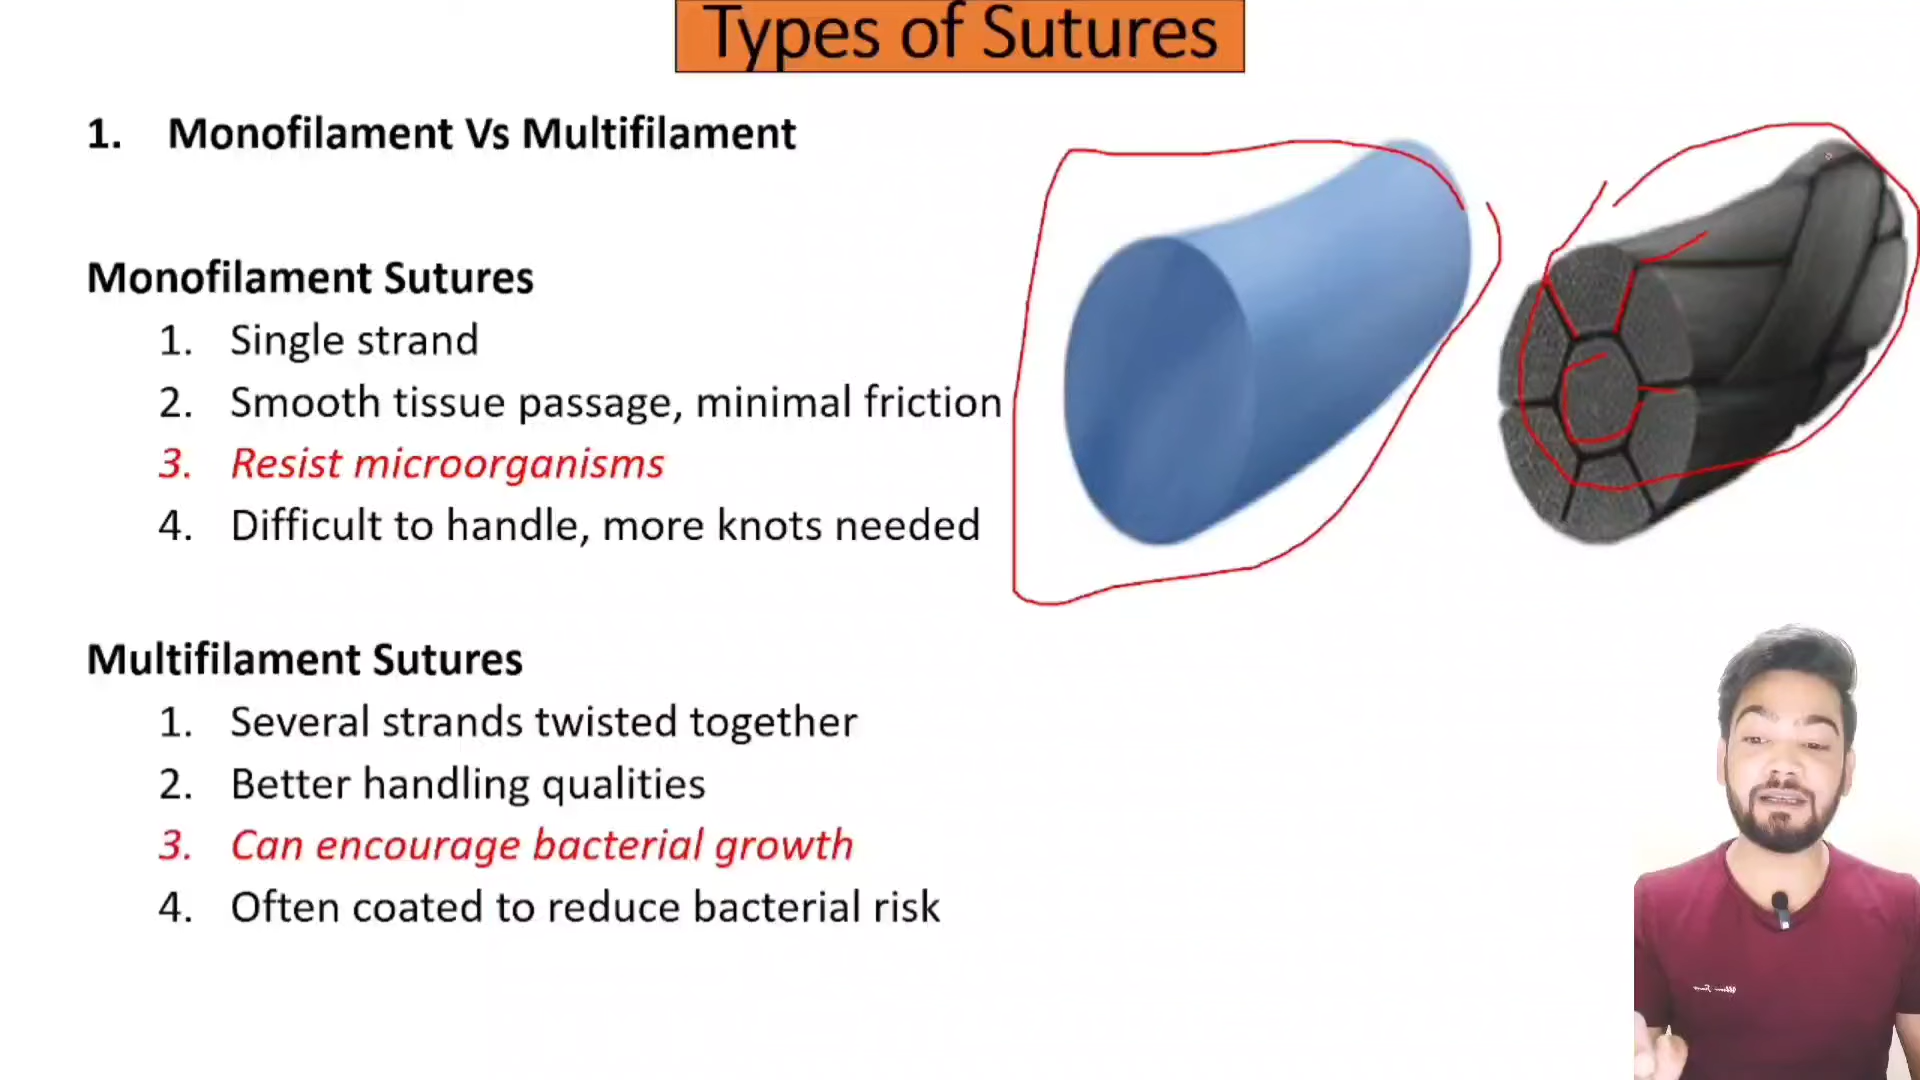 Types of Sutures
1. Monofilament Vs Multifilament
Monofilament Sutures
1. Single strand
2. Smooth tissue passage, minimal friction
3. Resist microorganisms
4. Difficult to handle, more knots needed
Multifilament Sutures
1. Several strands twisted together
2. Better handling qualities
3. Can encourage bacterial growth
4. Often coated to reduce bacterial risk